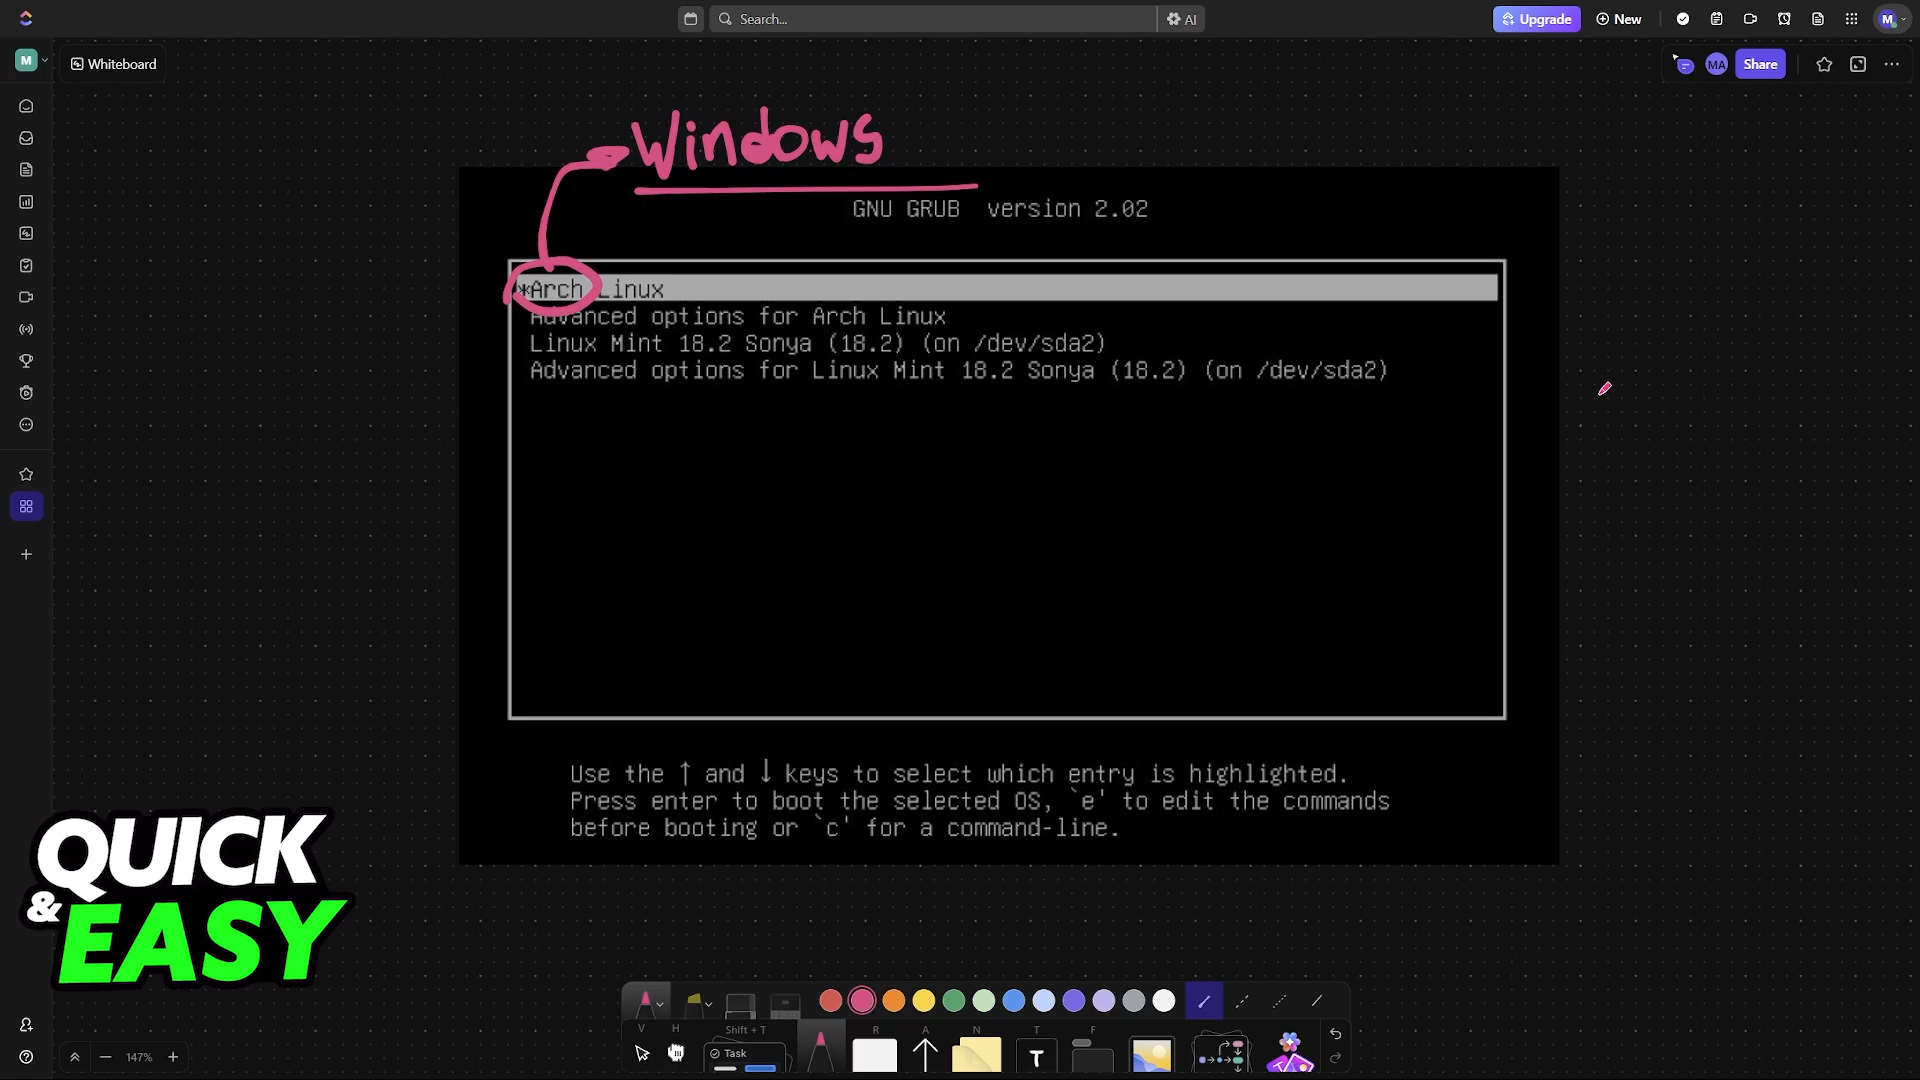 Search...
AI
Upgrade
New
M
M
Whiteboard
MA
Share
Windows
GNU GRUB version 2.02
*Arch Linux
Advanced options for Arch Linux
Linux Mint 18.2 Sonya (18.2) (on /dev/sda2)
Advanced options for Linux Mint 18.2 Sonya (18.2) (on /dev/sda2)
Use the ↑ and ↓ keys to select which entry is highlighted.
Press enter to boot the selected OS, `e' to edit the commands
before booting or `c' for a command-line.
QUICK
&EASY
V
H
Shift + T
R
A
N
T
F
Task
T
147%